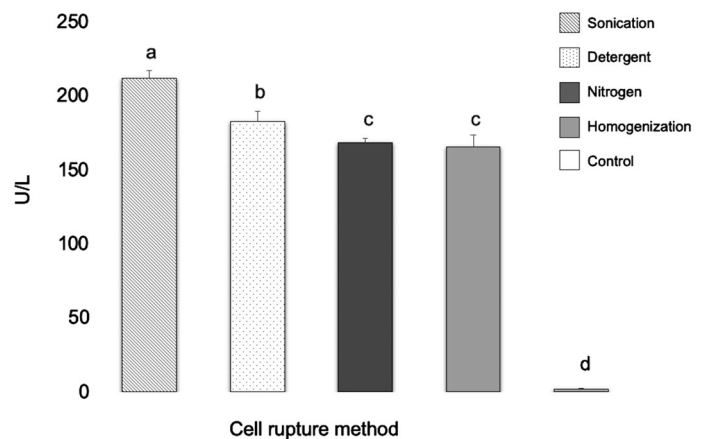 250
200
150
100
50
0
U/L
a
b
c
c
d
Cell rupture method
Sonication
Detergent
Nitrogen
Homogenization
Control